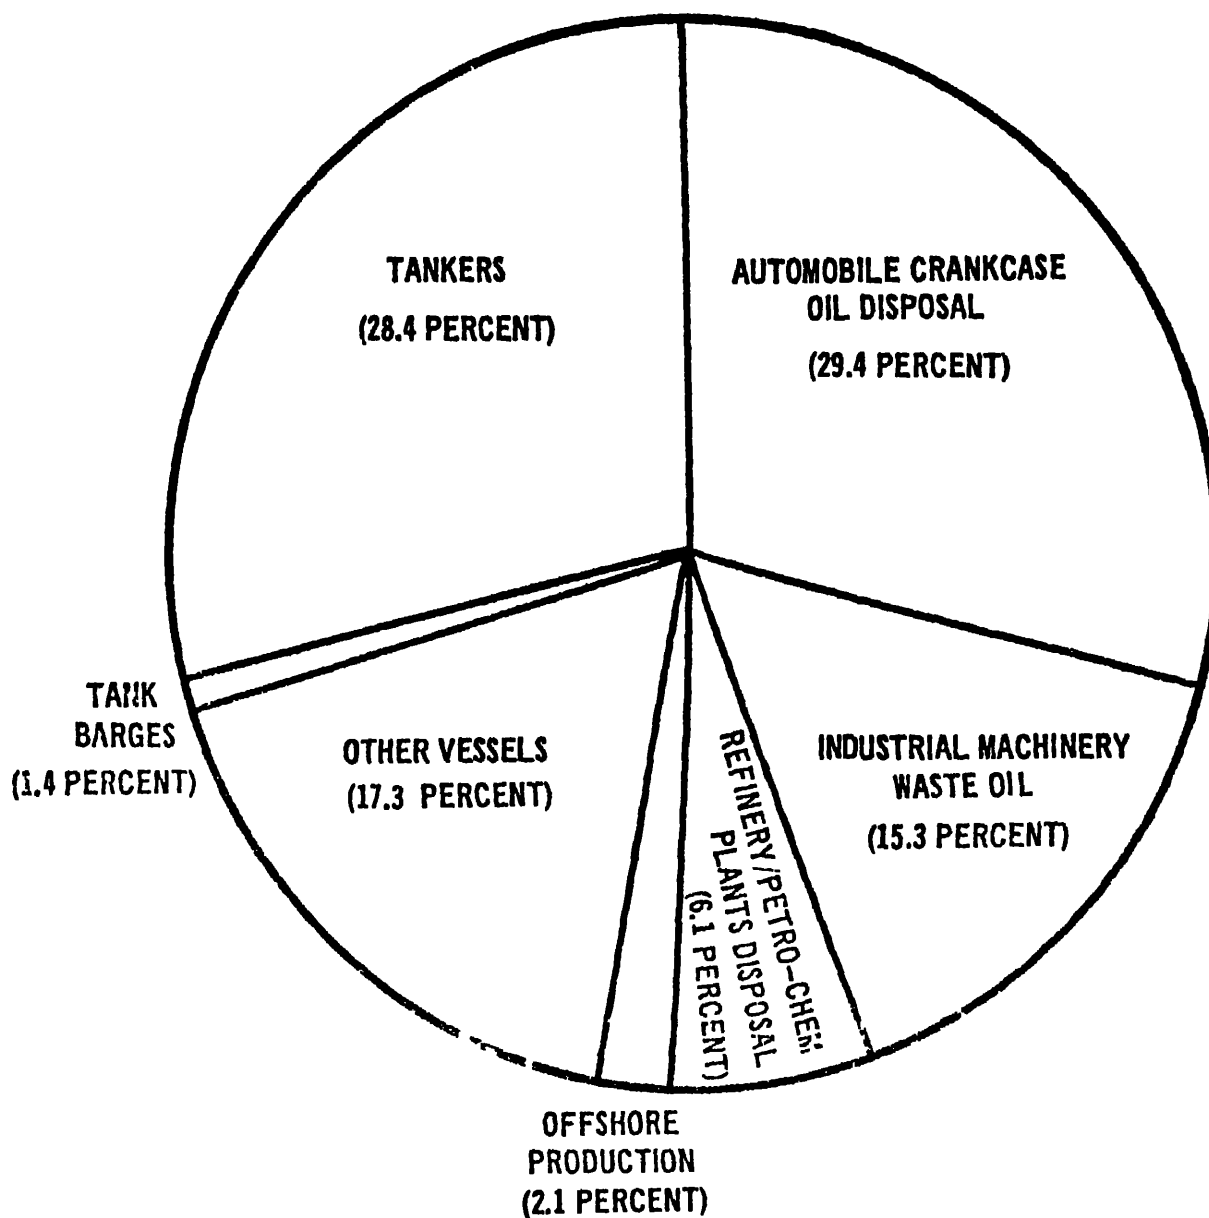 TANKERS
(28.4 PERCENT)
AUTOMOBILE CRANKCASE
OIL DISPOSAL
(29.4 PERCENT)
TANK
BARGES
(1.4 PERCENT)
OTHER VESSELS
(17.3 PERCENT)
REFINERY/PETRO-CHEM
PLANTS DISPOSAL
(6.1 PERCENT)
INDUSTRIAL MACHINERY
WASTE OIL
(15.3 PERCENT)
OFFSHORE
PRODUCTION
(2.1 PERCENT)